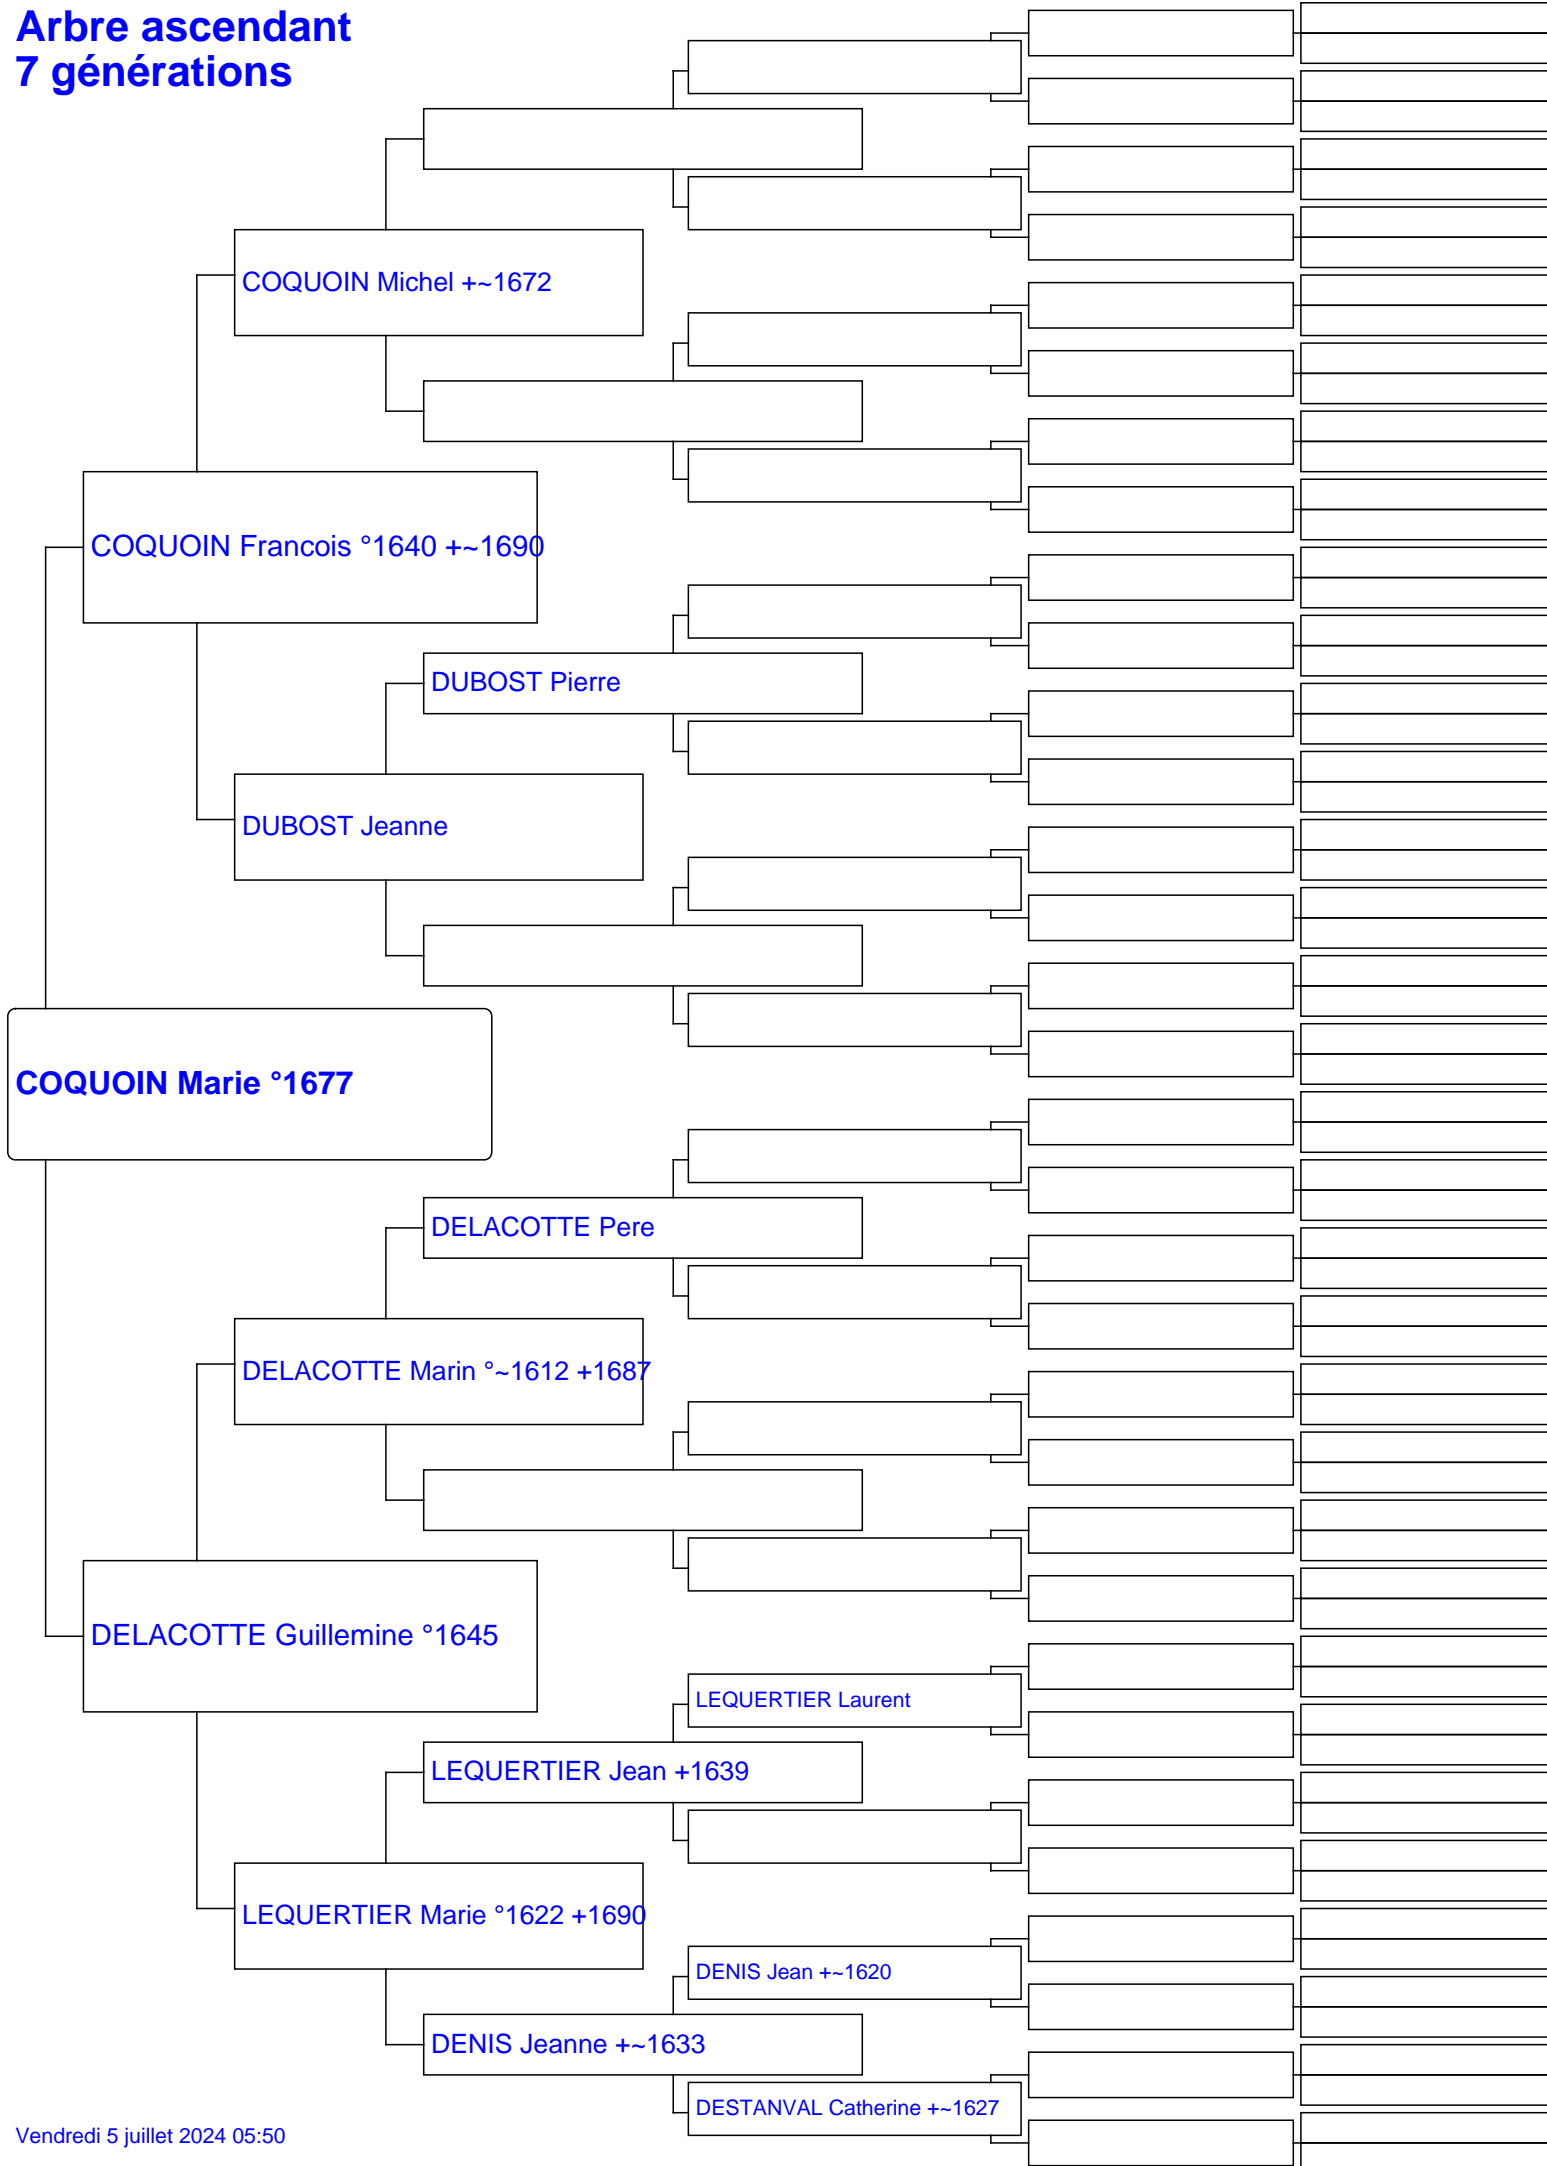 Arbre ascendant
7 générations
COQUOIN Michel +~1672
COQUOIN Francois °1640 +~1690
DUBOST Pierre
DUBOST Jeanne
COQUOIN Marie °1677
DELACOTTE Pere
DELACOTTE Marin °~1612 +1687
DELACOTTE Guillemine °1645
LEQUERTIER Laurent
LEQUERTIER Jean +1639
LEQUERTIER Marie °1622 +1690
DENIS Jean +~1620
DENIS Jeanne +~1633
DESTANVAL Catherine +~1627
Vendredi 5 juillet 2024 05:50